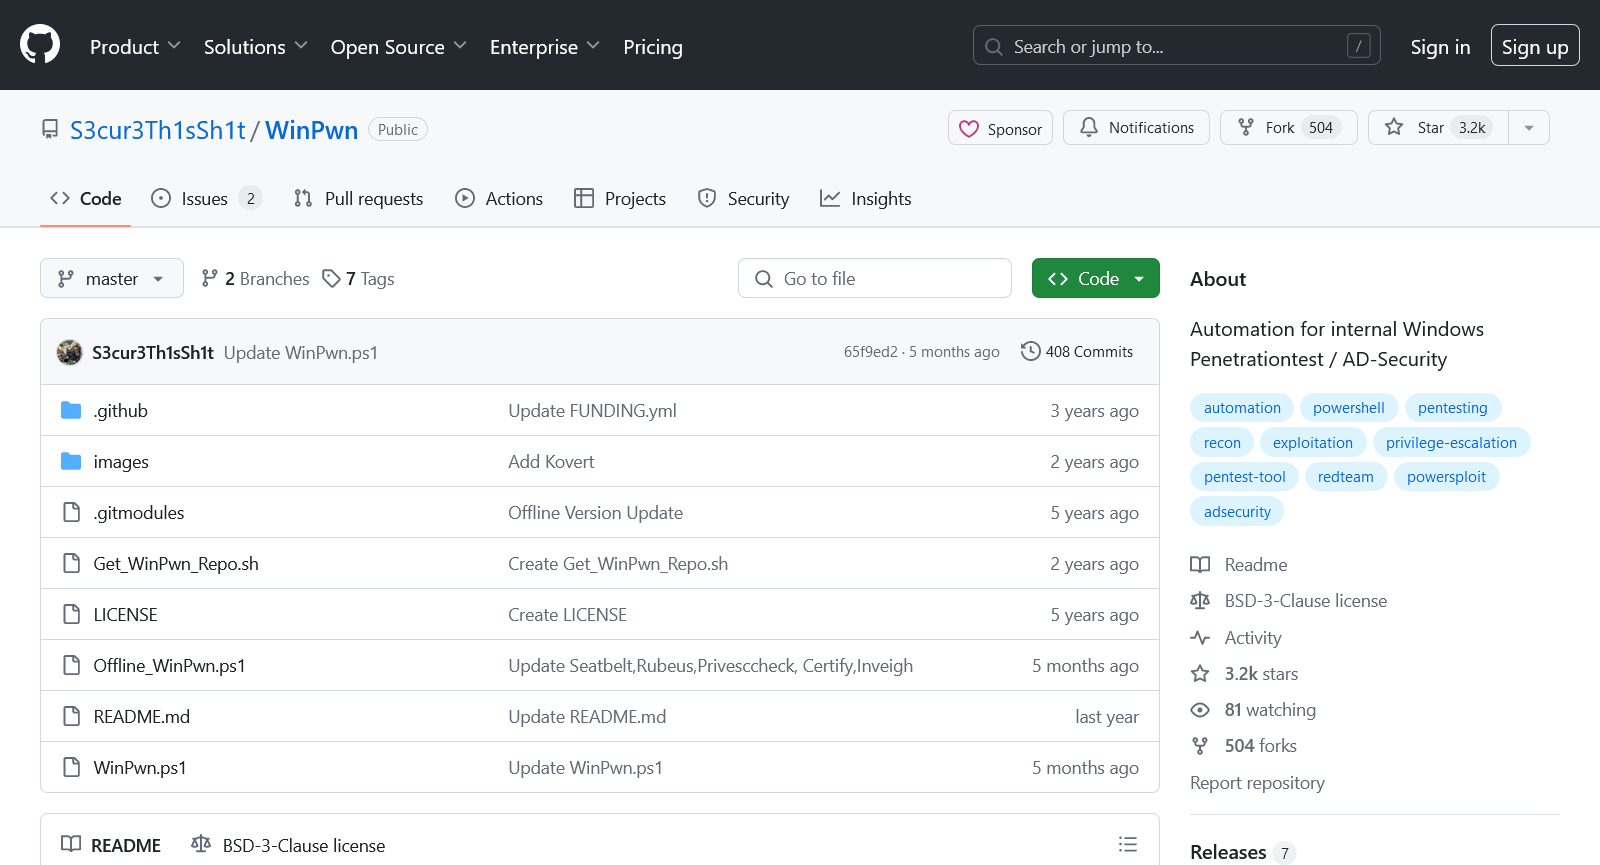 Product Solutions Open Source Enterprise Pricing Search or jump to... / Sign in Sign up
S3cur3Th1sSh1t / WinPwn Public Sponsor Notifications Fork 504 Star 3.2k
Code Issues 2 Pull requests Actions Projects Security Insights
master 2 Branches 7 Tags Go to file Code
S3cur3Th1sSh1t Update WinPwn.ps1 65f9ed2 · 5 months ago 408 Commits
.github Update FUNDING.yml 3 years ago
images Add Kovert 2 years ago
.gitmodules Offline Version Update 5 years ago
Get_WinPwn_Repo.sh Create Get_WinPwn_Repo.sh 2 years ago
LICENSE Create LICENSE 5 years ago
Offline_WinPwn.ps1 Update Seatbelt,Rubeus,Privesccheck, Certify,Inveigh 5 months ago
README.md Update README.md last year
WinPwn.ps1 Update WinPwn.ps1 5 months ago
README BSD-3-Clause license
About
Automation for internal Windows
Penetrationtest / AD-Security
automation powershell pentesting
recon exploitation privilege-escalation
pentest-tool redteam powersploit
adsecurity
Readme
BSD-3-Clause license
Activity
3.2k stars
81 watching
504 forks
Report repository
Releases 7